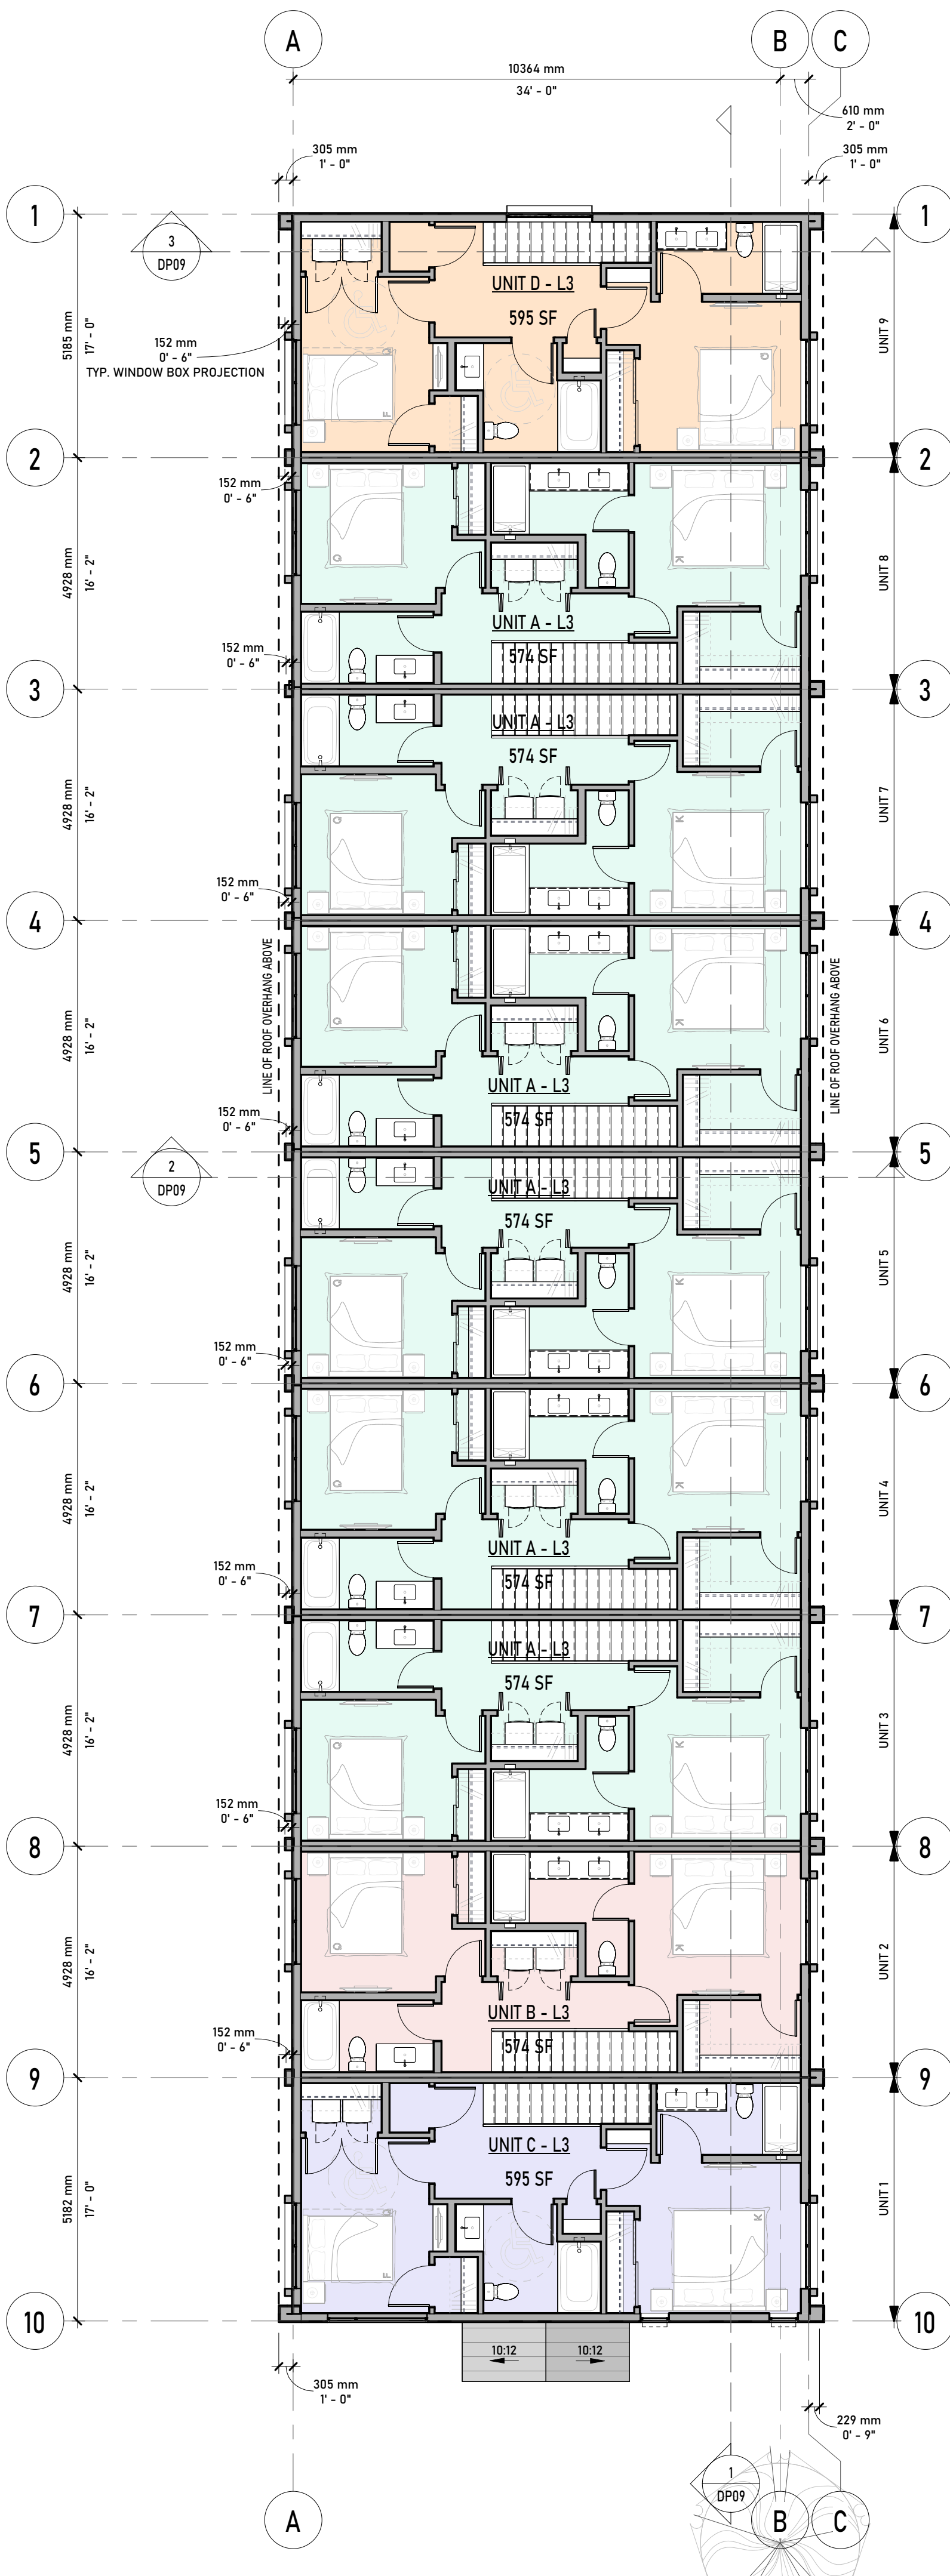 A
B
C
10364 mm
34' - 0"
610 mm
2' - 0"
305 mm
1' - 0"
305 mm
1' - 0"
1
1
3
DP09
UNIT D - L3
595 SF
5185 mm
17' - 0"
152 mm
0' - 6"
TYP. WINDOW BOX PROJECTION
UNIT 9
F
Q
2
2
152 mm
0' - 6"
4928 mm
16' - 2"
Q
K
UNIT A - L3
574 SF
UNIT 8
152 mm
0' - 6"
3
3
UNIT A - L3
574 SF
4928 mm
16' - 2"
Q
K
UNIT 7
152 mm
0' - 6"
4
4
LINE OF ROOF OVERHANG ABOVE
LINE OF ROOF OVERHANG ABOVE
4928 mm
16' - 2"
Q
K
UNIT A - L3
574 SF
UNIT 6
152 mm
0' - 6"
5
5
2
DP09
UNIT A - L3
574 SF
4928 mm
16' - 2"
Q
K
UNIT 5
152 mm
0' - 6"
6
6
4928 mm
16' - 2"
Q
K
UNIT A - L3
574 SF
UNIT 4
152 mm
0' - 6"
7
7
UNIT A - L3
574 SF
4928 mm
16' - 2"
Q
K
UNIT 3
152 mm
0' - 6"
8
8
4928 mm
16' - 2"
Q
K
UNIT B - L3
574 SF
UNIT 2
152 mm
0' - 6"
9
9
UNIT C - L3
595 SF
5182 mm
17' - 0"
Q
F
K
UNIT 1
10
10
10:12
10:12
305 mm
1' - 0"
229 mm
0' - 9"
1
DP09
A
B
C